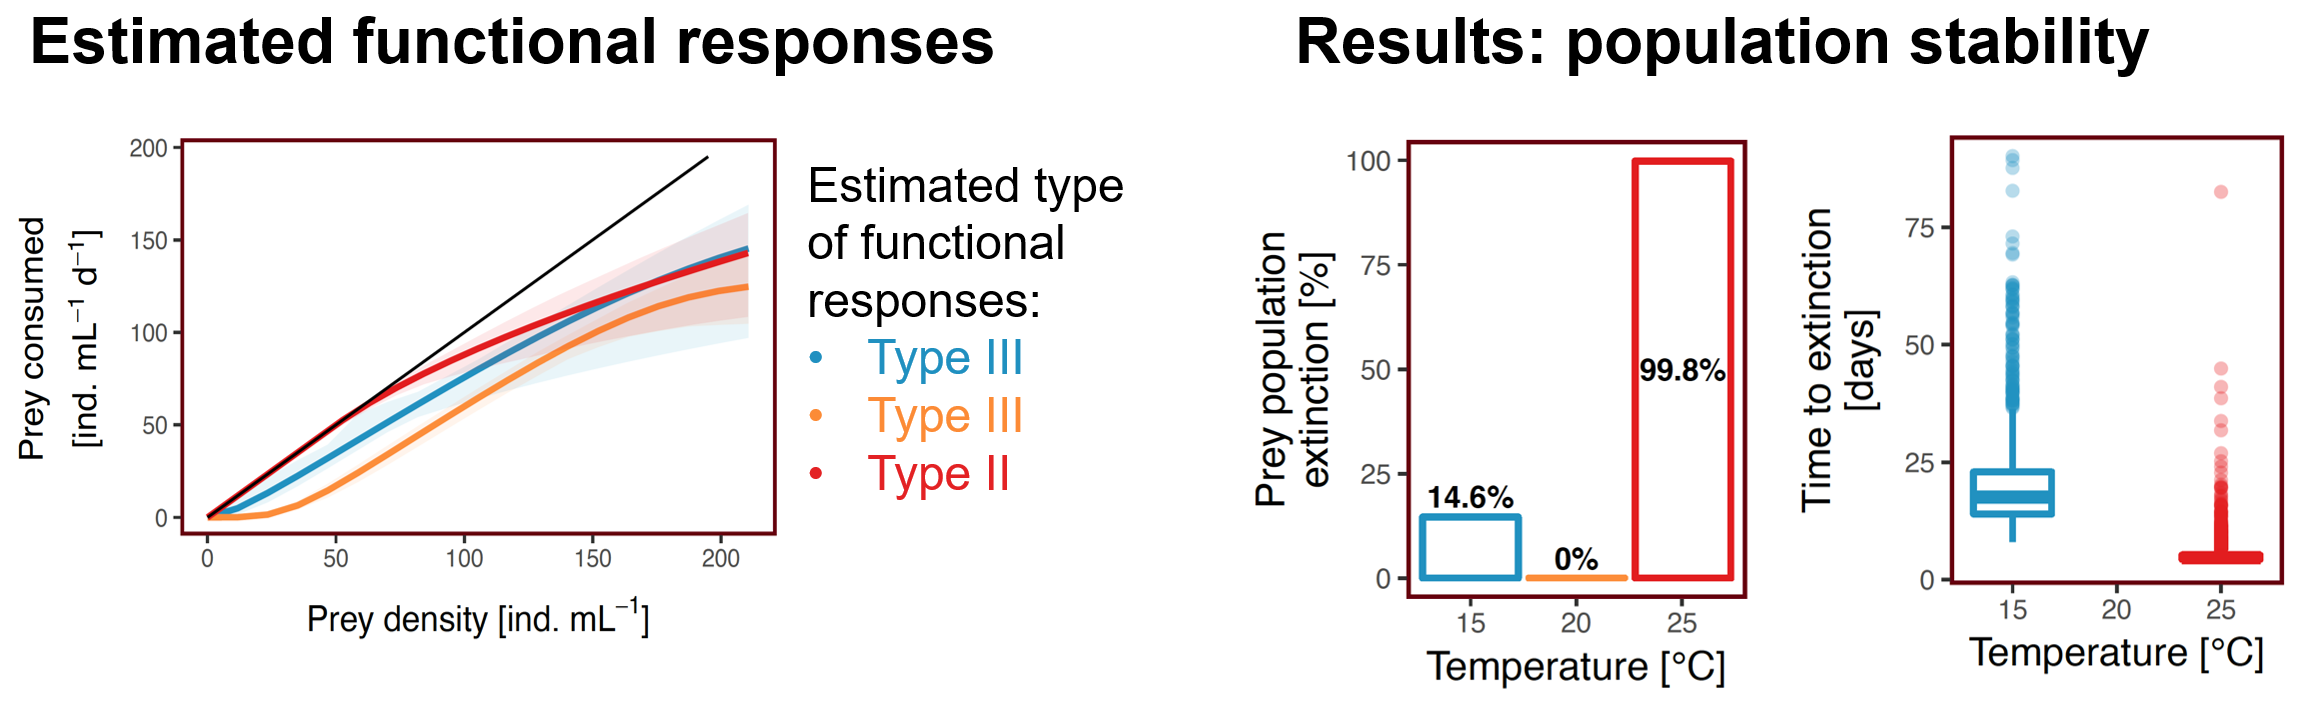 Estimated functional responses
Results: population stability
200
150
100
50
0
0 50 100 150 200
Prey consumed
[ind. mL⁻¹ d⁻¹]
Prey density [ind. mL⁻¹]
Estimated type
of functional
responses:
• Type III
• Type III
• Type II
100
75
50
25
0
14.6%
0%
99.8%
15 20 25
Prey population
extinction [%]
Temperature [°C]
75
50
25
0
15 20 25
Time to extinction
[days]
Temperature [°C]